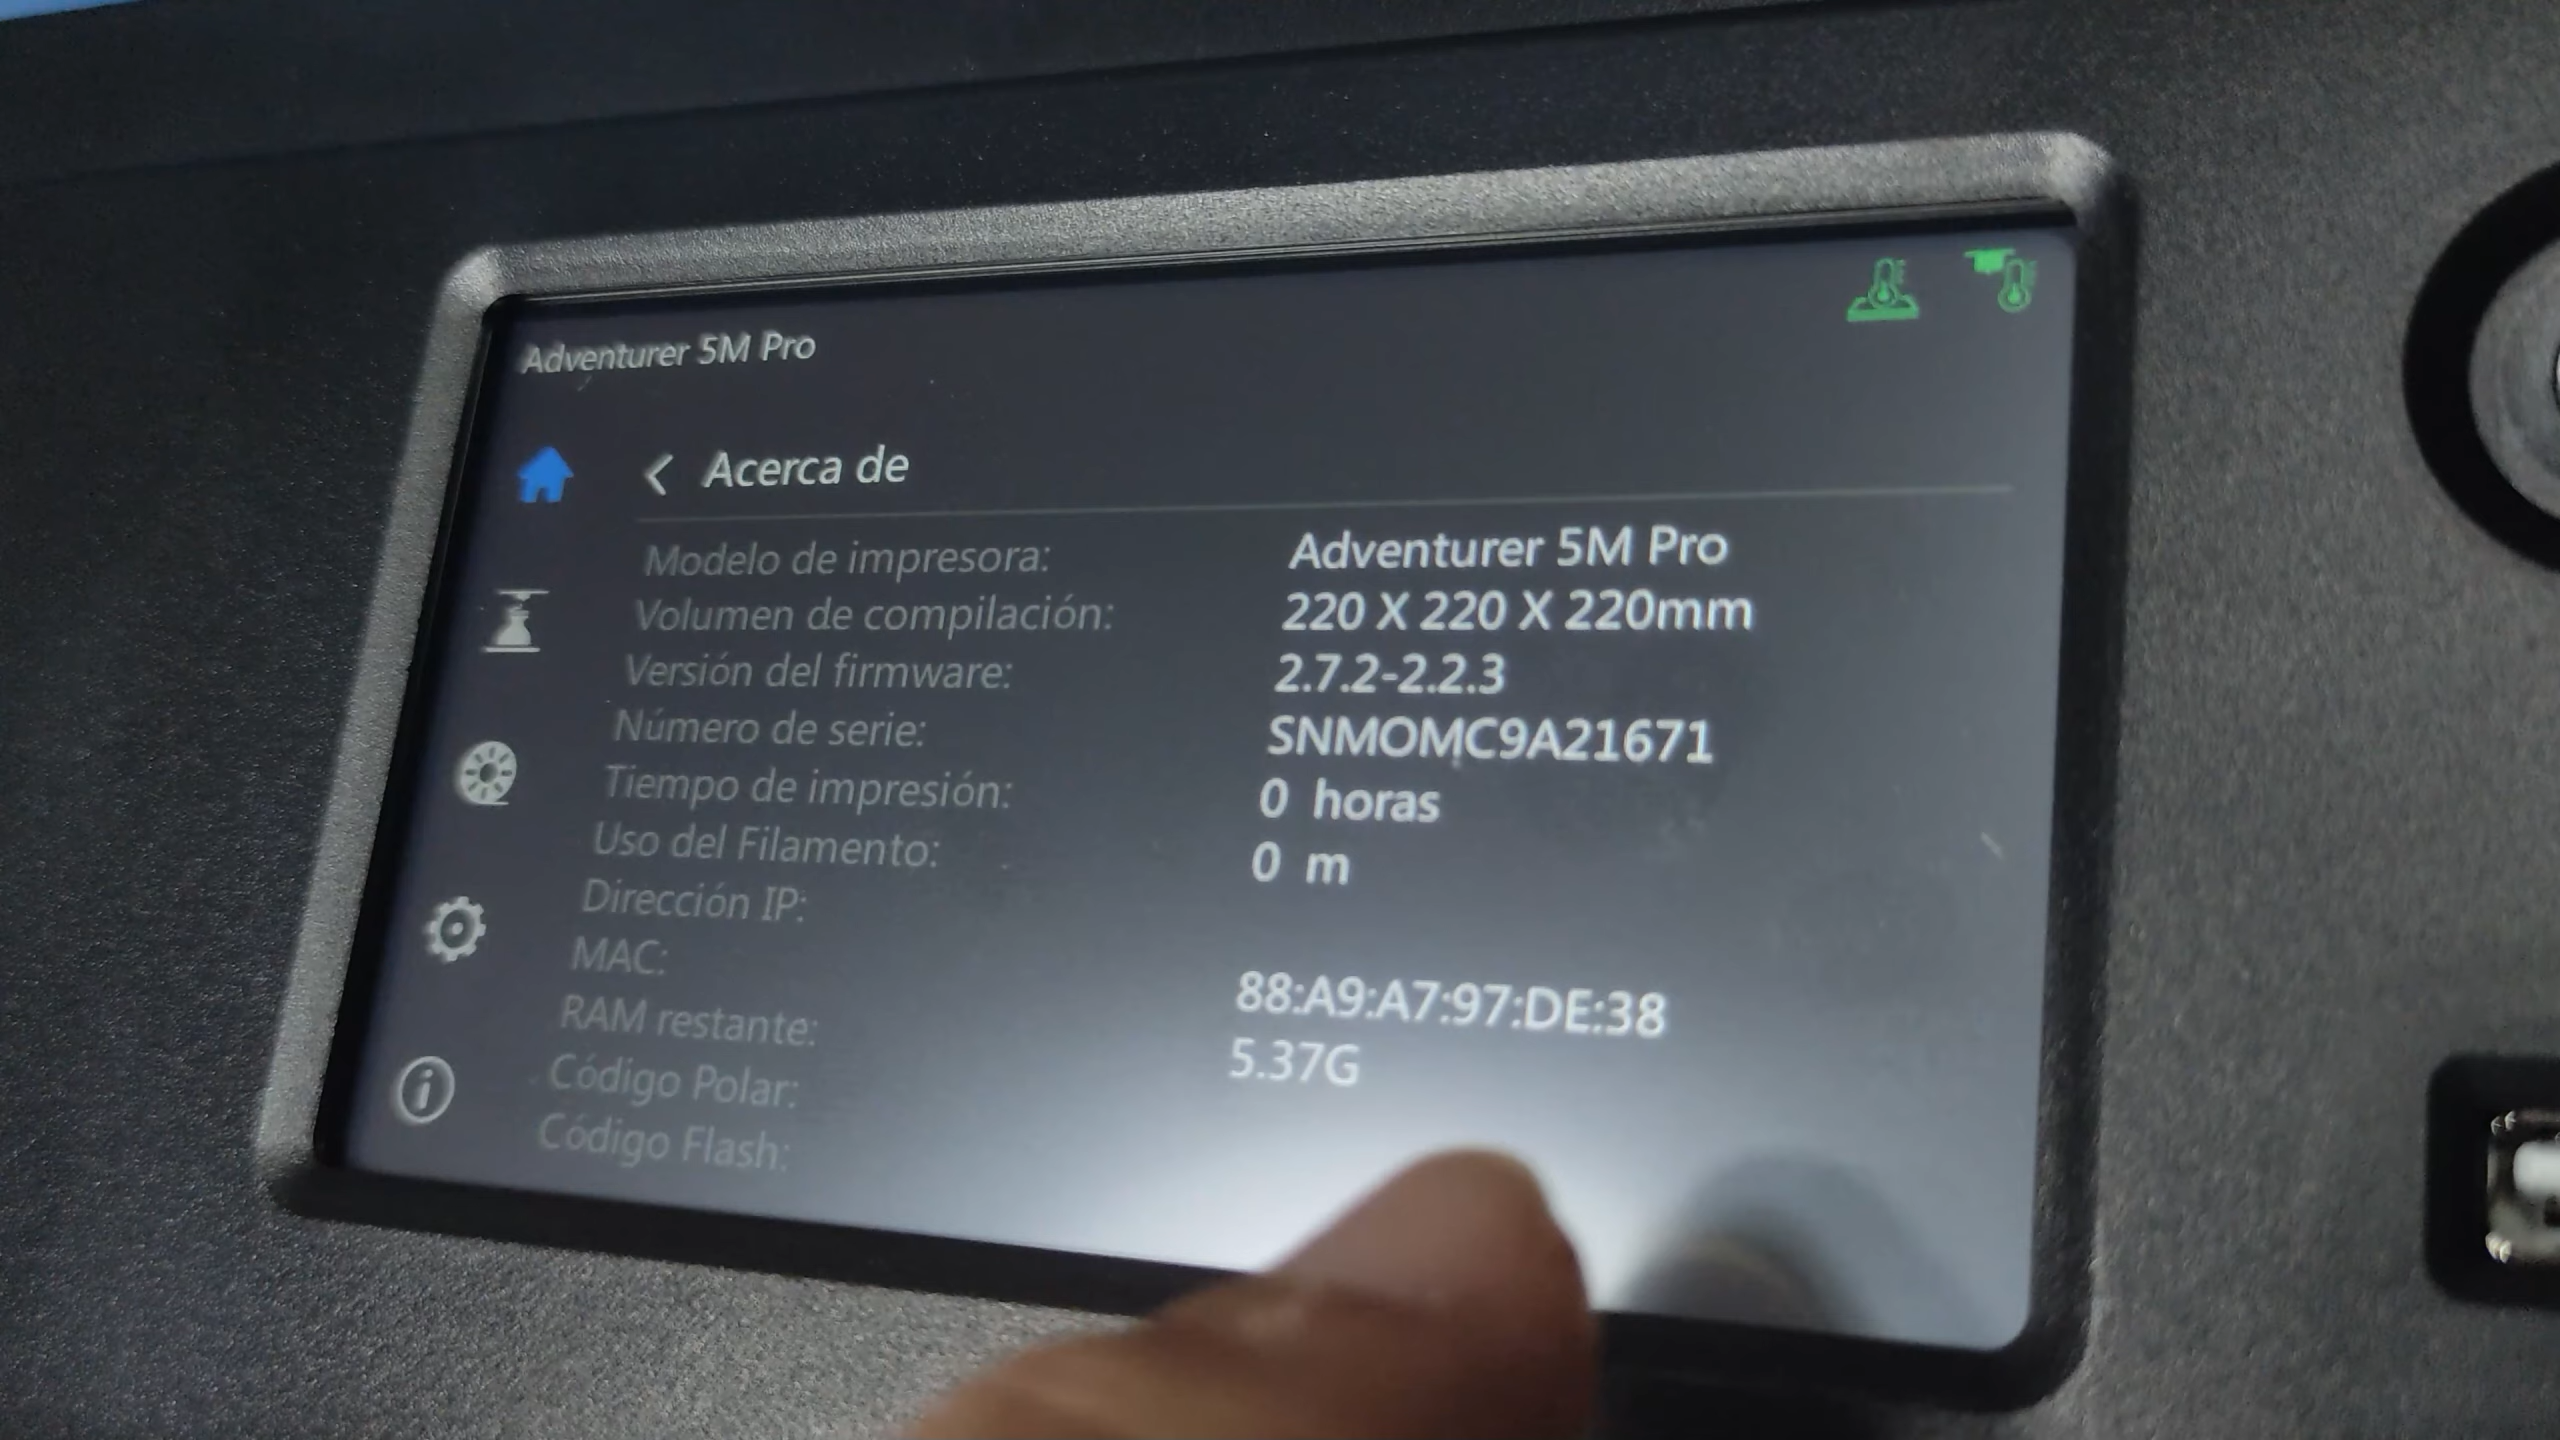 Adventurer 5M Pro
Acerca de
Modelo de impresora: Adventurer 5M Pro
Volumen de compilación: 220 X 220 X 220mm
Versión del firmware: 2.7.2-2.2.3
Número de serie: SNMOMC9A21671
Tiempo de impresión: 0 horas
Uso del Filamento: 0 m
Dirección IP:
MAC: 88:A9:A7:97:DE:38
RAM restante: 5.37G
Código Polar:
Código Flash: